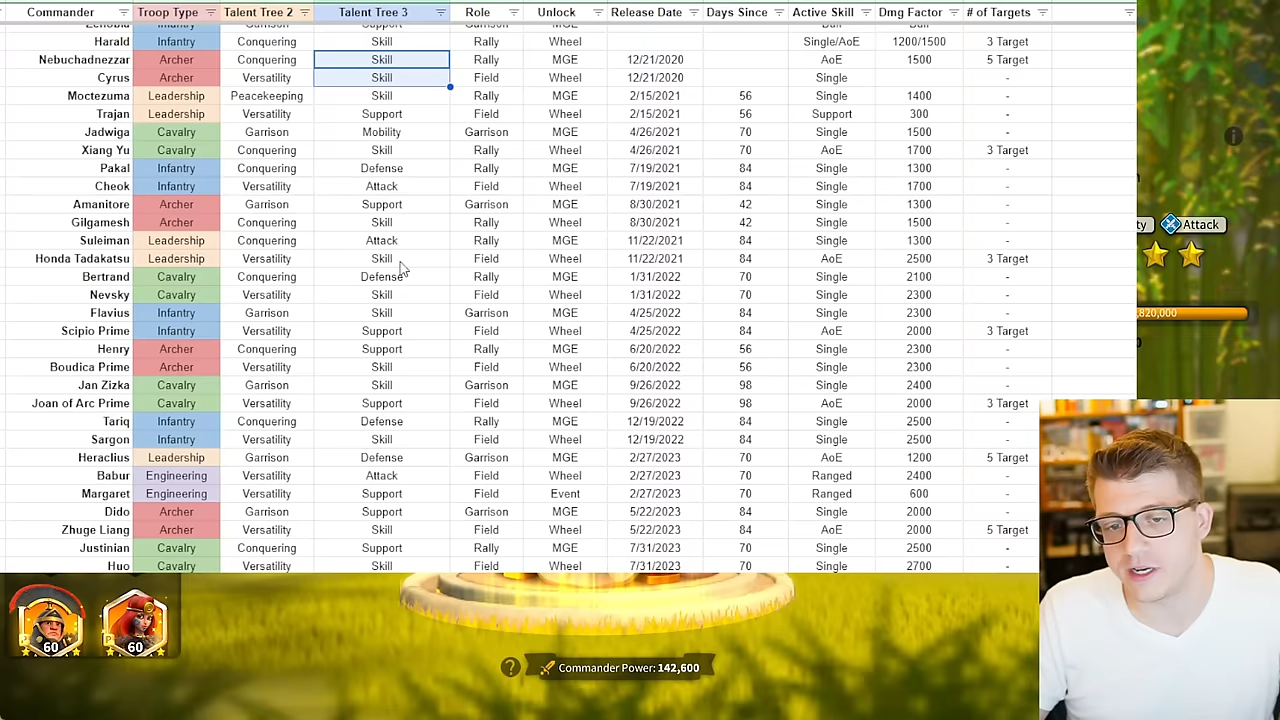 Commander Troop Type Talent Tree 2 Talent Tree 3 Role Unlock Release Date Days Since Active Skill Dmg Factor # of Targets
Harald Infantry Conquering Skill Rally Wheel Single/AoE 1200/1500 3 Target
Nebuchadnezzar Archer Conquering Skill Rally MGE 12/21/2020 AoE 1500 5 Target
Cyrus Archer Versatility Skill Field Wheel 12/21/2020 Single -
Moctezuma Leadership Peacekeeping Skill Rally MGE 2/15/2021 56 Single 1400 -
Trajan Leadership Versatility Support Field Wheel 2/15/2021 56 Support 300 -
Jadwiga Cavalry Garrison Mobility Garrison MGE 4/26/2021 70 Single 1500 -
Xiang Yu Cavalry Conquering Skill Rally Wheel 4/26/2021 70 AoE 1700 3 Target
Pakal Infantry Conquering Defense Rally MGE 7/19/2021 84 Single 1300 -
Cheok Infantry Versatility Attack Field Wheel 7/19/2021 84 Single 1700 -
Amanitore Archer Garrison Support Garrison MGE 8/30/2021 42 Single 1300 -
Gilgamesh Archer Conquering Skill Rally Wheel 8/30/2021 42 Single 1500 -
ty Attack
Suleiman Leadership Conquering Attack Rally MGE 11/22/2021 84 Single 1300 -
Honda Tadakatsu Leadership Versatility Skill Field Wheel 11/22/2021 84 AoE 2500 3 Target
Bertrand Cavalry Conquering Defense Rally MGE 1/31/2022 70 Single 2100 -
Nevsky Cavalry Versatility Skill Field Wheel 1/31/2022 70 Single 2300 -
Flavius Infantry Garrison Skill Garrison MGE 4/25/2022 84 Single 2300 -
,820,000
Scipio Prime Infantry Versatility Support Field Wheel 4/25/2022 84 AoE 2000 3 Target
Henry Archer Conquering Support Rally MGE 6/20/2022 56 Single 2300 -
Boudica Prime Archer Versatility Skill Field Wheel 6/20/2022 56 Single 2300 -
Jan Zizka Cavalry Garrison Skill Garrison MGE 9/26/2022 98 Single 2400 -
Joan of Arc Prime Cavalry Versatility Support Field Wheel 9/26/2022 98 AoE 2000 3 Target
Tariq Infantry Conquering Defense Rally MGE 12/19/2022 84 Single 2500 -
Sargon Infantry Versatility Skill Field Wheel 12/19/2022 84 Single 2500 -
Heraclius Leadership Garrison Defense Garrison MGE 2/27/2023 70 AoE 1200 5 Target
Babur Engineering Versatility Attack Field Wheel 2/27/2023 70 Ranged 2400 -
Margaret Engineering Versatility Support Field Event 2/27/2023 70 Ranged 600 -
Dido Archer Garrison Support Garrison MGE 5/22/2023 84 Single 2000 -
Zhuge Liang Archer Versatility Skill Field Wheel 5/22/2023 84 AoE 2000 5 Target
Justinian Cavalry Conquering Support Rally MGE 7/31/2023 70 Single 2500 -
Huo Cavalry Versatility Skill Field Wheel 7/31/2023 70 Single 2700 -
60 60
? Commander Power: 142,600